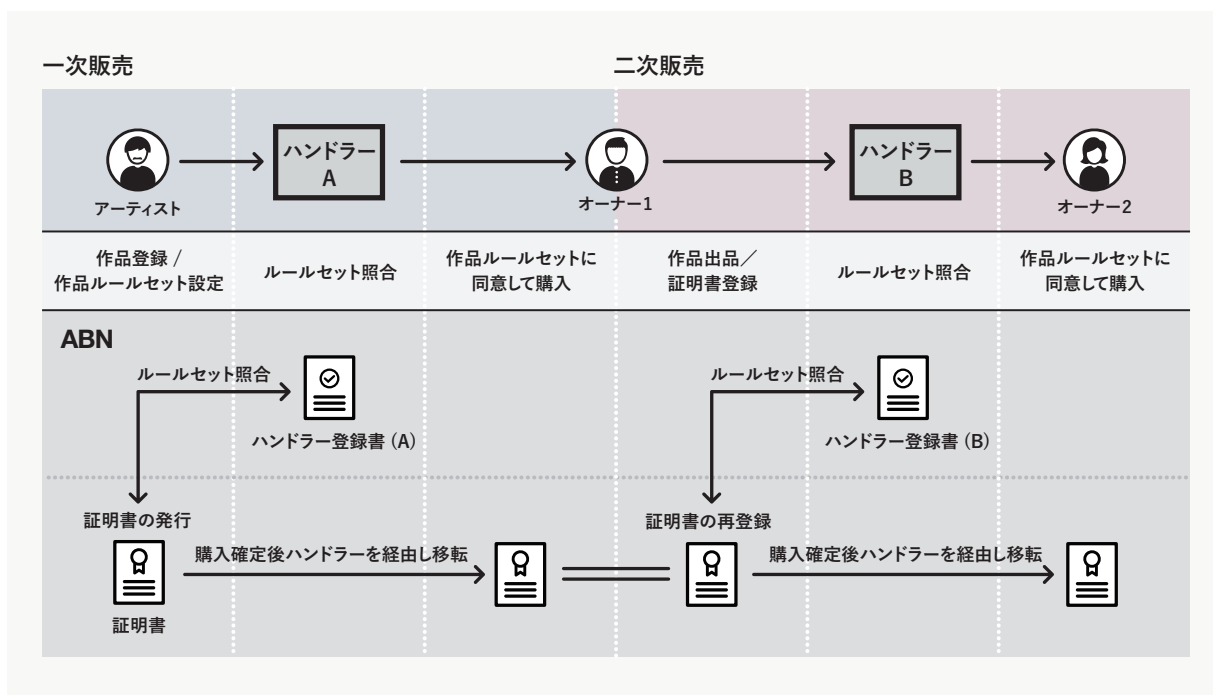 一次販売
二次販売
ハンドラー
A
ハンドラー
B
アーティスト
オーナー1
オーナー2
作品登録 /
作品ルールセット設定
ルールセット照合
作品ルールセットに
同意して購入
作品出品／
証明書登録
ルールセット照合
作品ルールセットに
同意して購入
ABN
ルールセット照合
ハンドラー登録書 (A)
ルールセット照合
ハンドラー登録書 (B)
証明書の発行
購入確定後ハンドラーを経由し移転
証明書
証明書の再登録
購入確定後ハンドラーを経由し移転